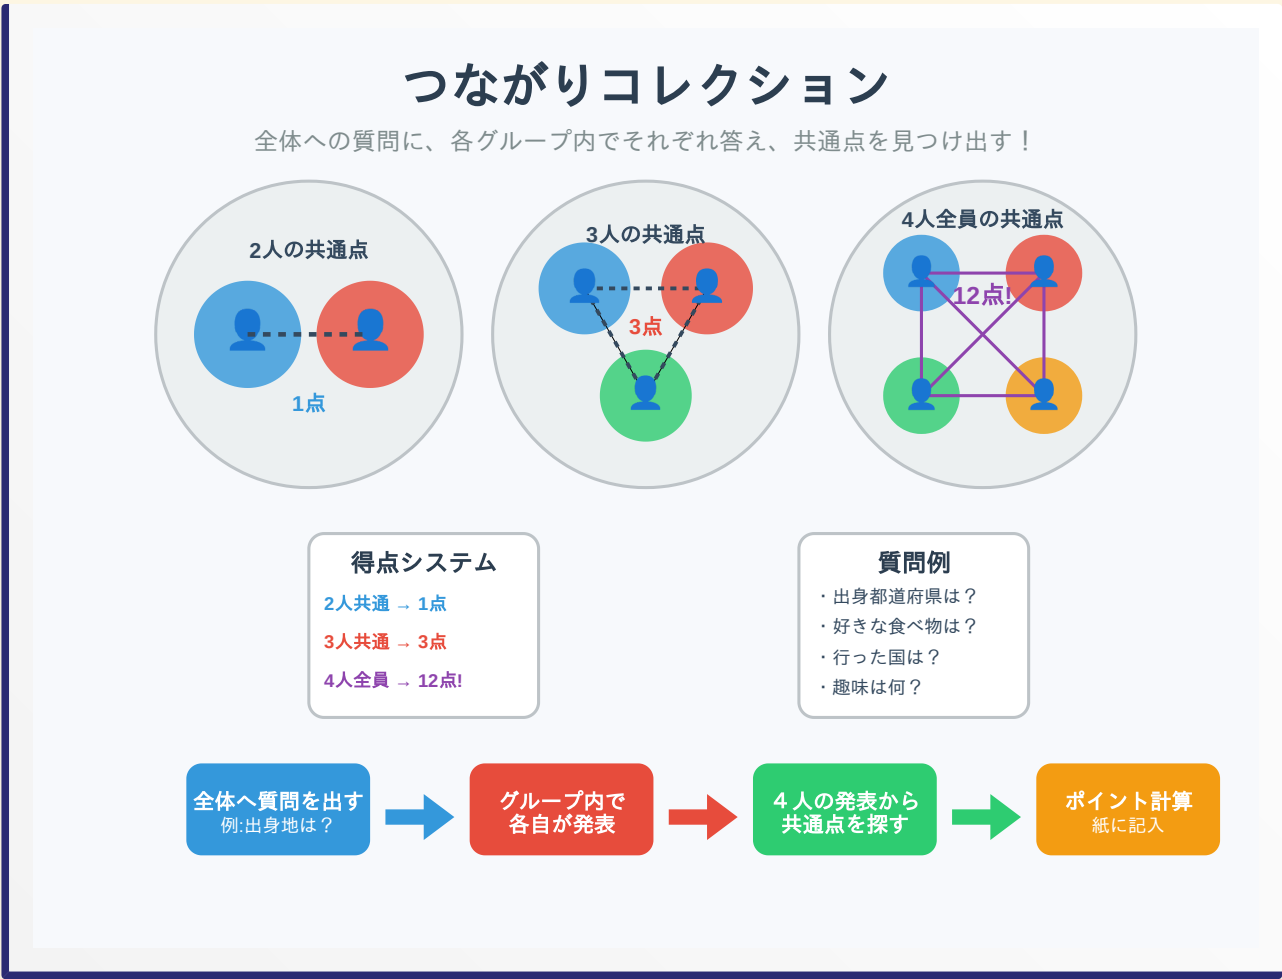 つながりコレクション
全体への質問に、各グループ内でそれぞれ答え、共通点を見つけ出す！
2人の共通点
1点
3人の共通点
3点
4人全員の共通点
12点!
得点システム
2人共通 → 1点
3人共通 → 3点
4人全員 → 12点!
質問例
・出身都道府県は？
・好きな食べ物は？
・行った国は？
・趣味は何？
全体へ質問を出す
例:出身地は？
グループ内で
各自が発表
４人の発表から
共通点を探す
ポイント計算
紙に記入